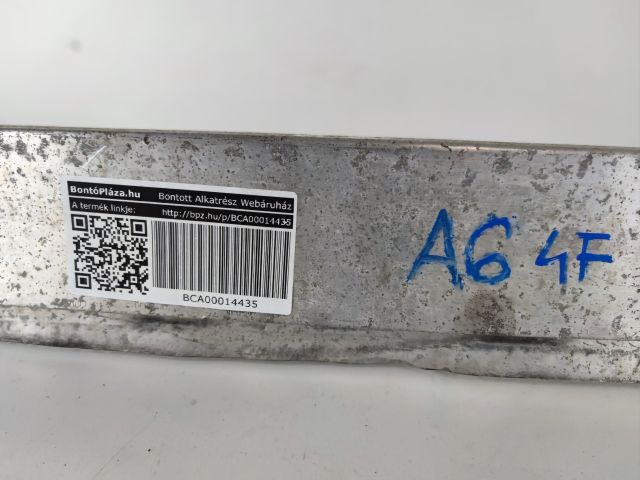 BontóPláza.hu Bontott Alkatrész Webáruház
A termék linkje: http://bpz.hu/p/BCA00014435
BCA00014435
A6 4F